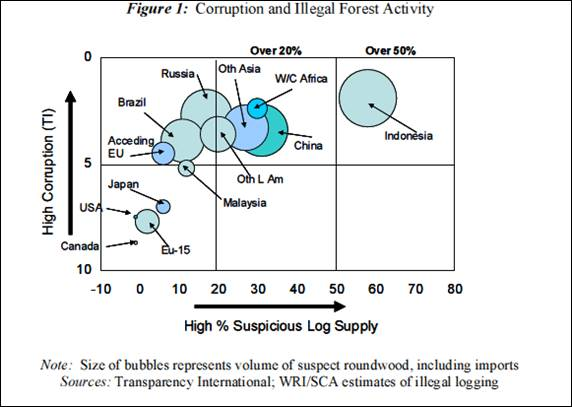 Figure 1: Corruption and Illegal Forest Activity
0
Over 20%
Over 50%
Russia
Oth Asia
W/C Africa
Brazil
Indonesia
China
Acceding
EU
Oth L Am
5
Japan
Malaysia
USA
Canada
Eu-15
10
High Corruption (TI)
-10 0 10 20 30 40 50 60 70 80
High % Suspicious Log Supply
Note: Size of bubbles represents volume of suspect roundwood, including imports
Sources: Transparency International; WRI/SCA estimates of illegal logging